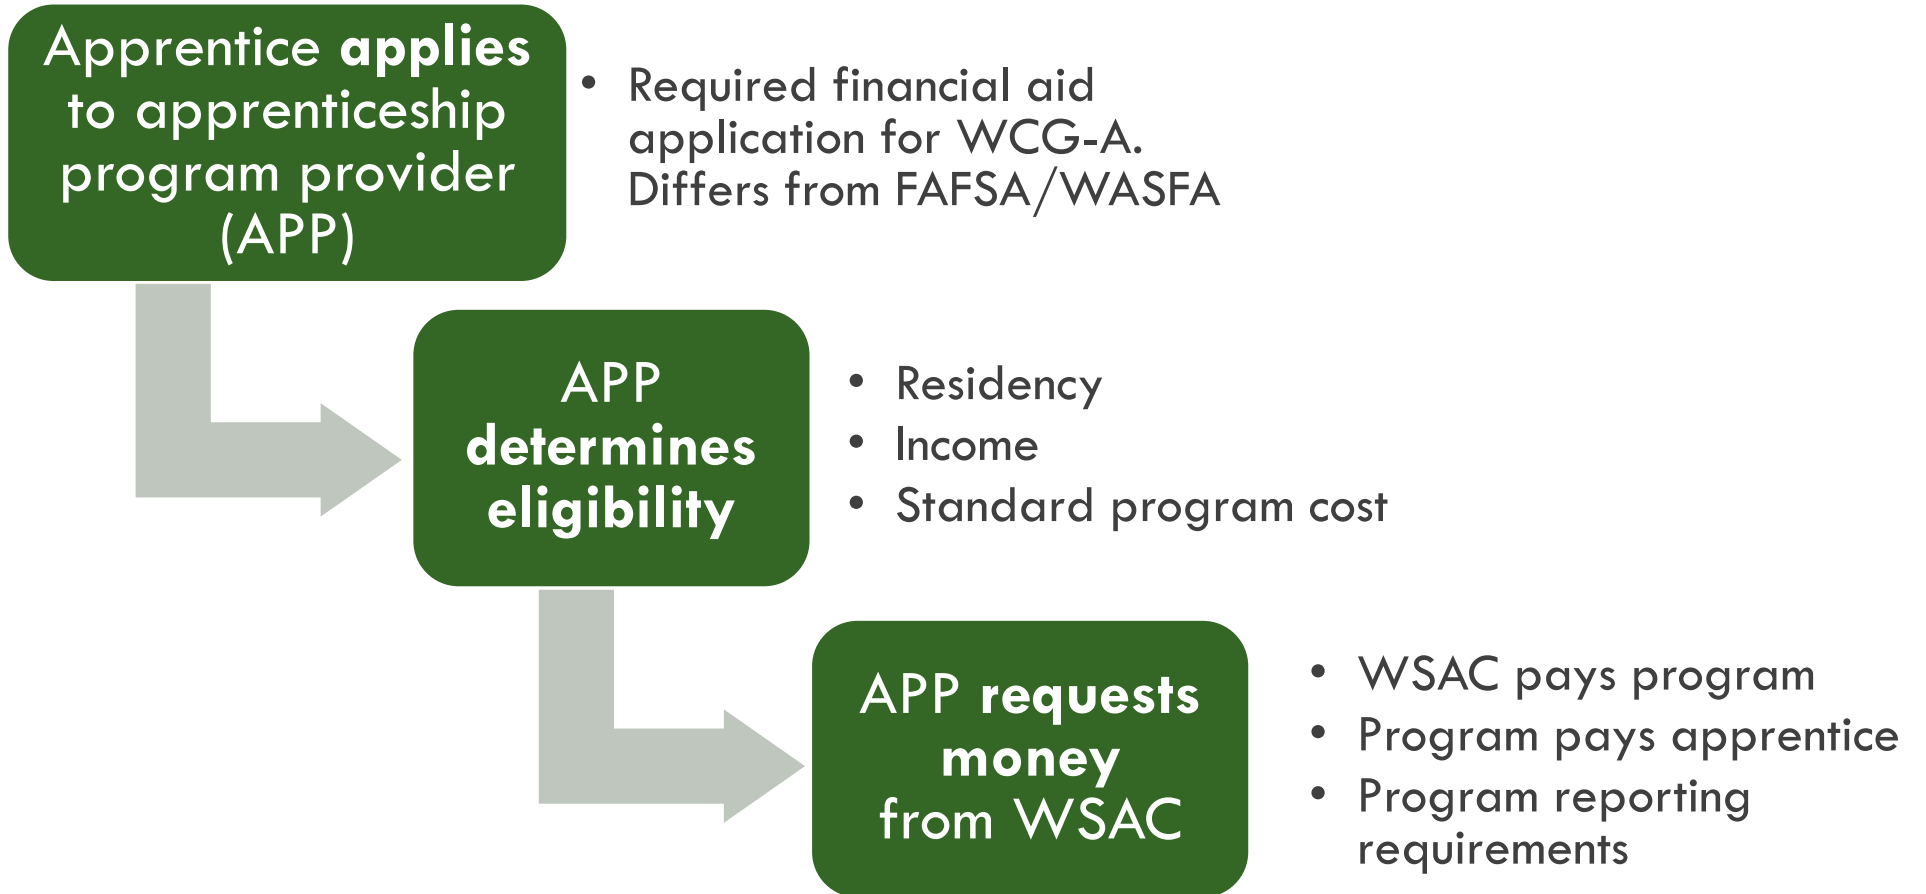 Apprentice applies
to apprenticeship
program provider
(APP)
• Required financial aid
application for WCG-A.
Differs from FAFSA/WASFA
APP
determines
eligibility
• Residency
• Income
• Standard program cost
APP requests
money
from WSAC
• WSAC pays program
• Program pays apprentice
• Program reporting
requirements